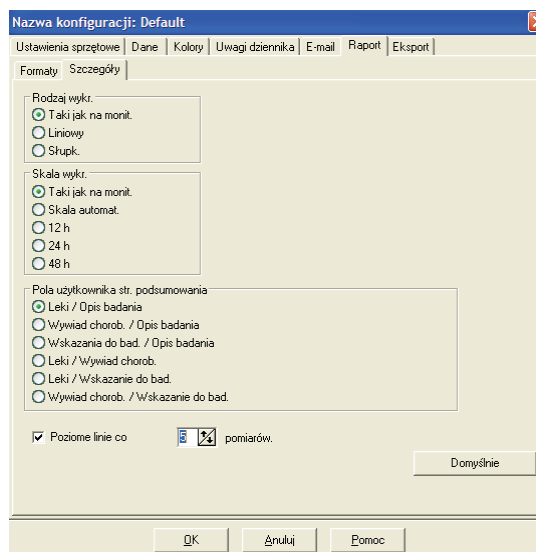 Nazwa konfiguracji: Default
Ustawienia sprzętowe Dane Kolory Uwagi dziennika E-mail Raport Eksport
Formaty Szczegóły
Rodzaj wykr.
Taki jak na monit.
Liniowy
Słupk.
Skala wykr.
Taki jak na monit.
Skala automat.
12 h
24 h
48 h
Pola użytkownika str. podsumowania
Leki / Opis badania
Wywiad chorob. / Opis badania
Wskazania do bad. / Opis badania
Leki / Wywiad chorob.
Leki / Wskazanie do bad.
Wywiad chorob. / Wskazanie do bad.
Poziome linie co 5 pomiarów.
Domyślnie
OK Anuluj Pomoc